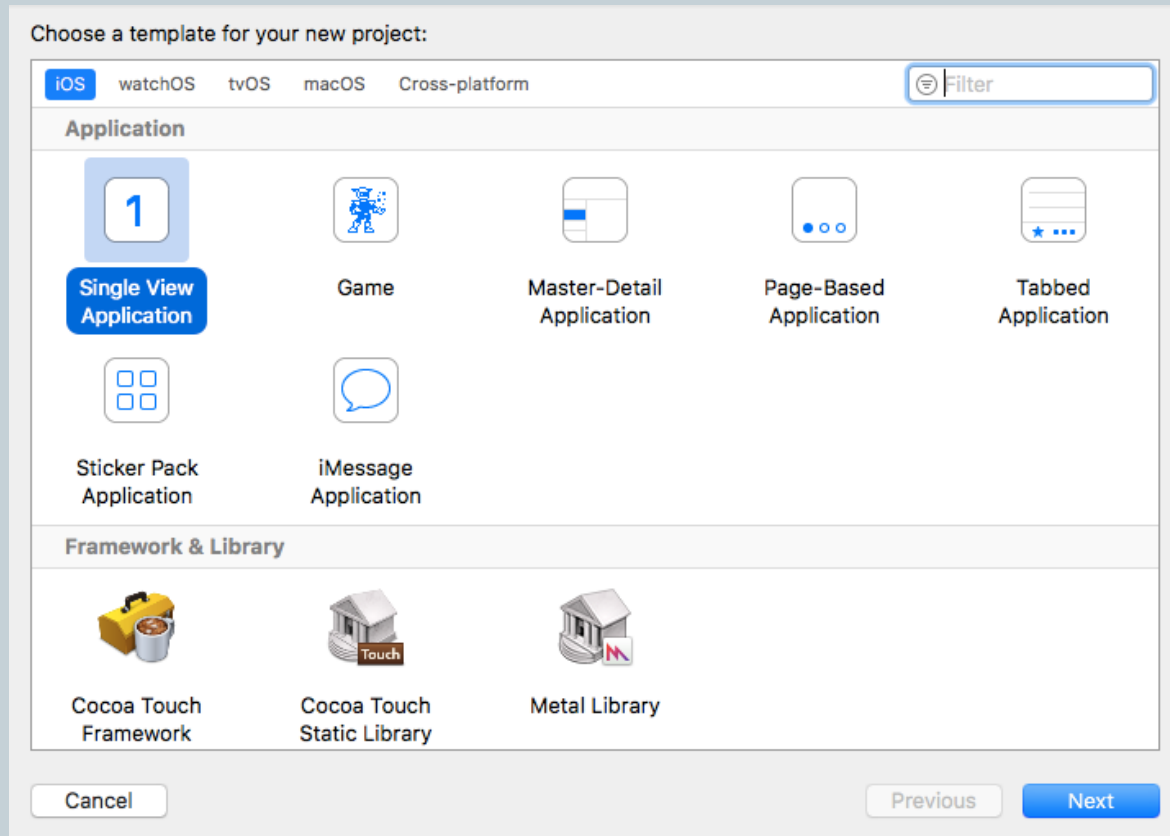 Choose a template for your new project:
iOS watchOS tvOS macOS Cross-platform Filter
Application
1
Single View Application
Game
Master-Detail Application
Page-Based Application
Tabbed Application
Sticker Pack Application
iMessage Application
Framework & Library
Touch
Cocoa Touch Framework
Cocoa Touch Static Library
Metal Library
Cancel Previous Next